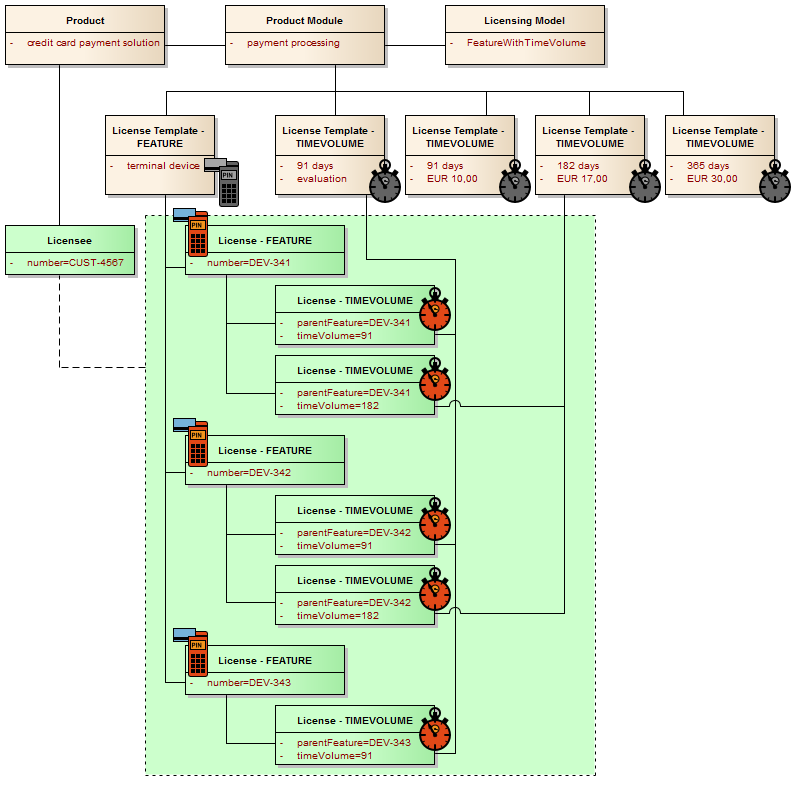 Product
- credit card payment solution
Product Module
- payment processing
Licensing Model
- FeatureWithTimeVolume
License Template -
FEATURE
- terminal device
PIN
License Template -
TIMEVOLUME
- 91 days
- evaluation
License Template -
TIMEVOLUME
- 91 days
- EUR 10,00
License Template -
TIMEVOLUME
- 182 days
- EUR 17,00
License Template -
TIMEVOLUME
- 365 days
- EUR 30,00
Licensee
- number=CUST-4567
PIN
License - FEATURE
- number=DEV-341
License - TIMEVOLUME
- parentFeature=DEV-341
- timeVolume=91
License - TIMEVOLUME
- parentFeature=DEV-341
- timeVolume=182
PIN
License - FEATURE
- number=DEV-342
License - TIMEVOLUME
- parentFeature=DEV-342
- timeVolume=91
License - TIMEVOLUME
- parentFeature=DEV-342
- timeVolume=182
PIN
License - FEATURE
- number=DEV-343
License - TIMEVOLUME
- parentFeature=DEV-343
- timeVolume=91